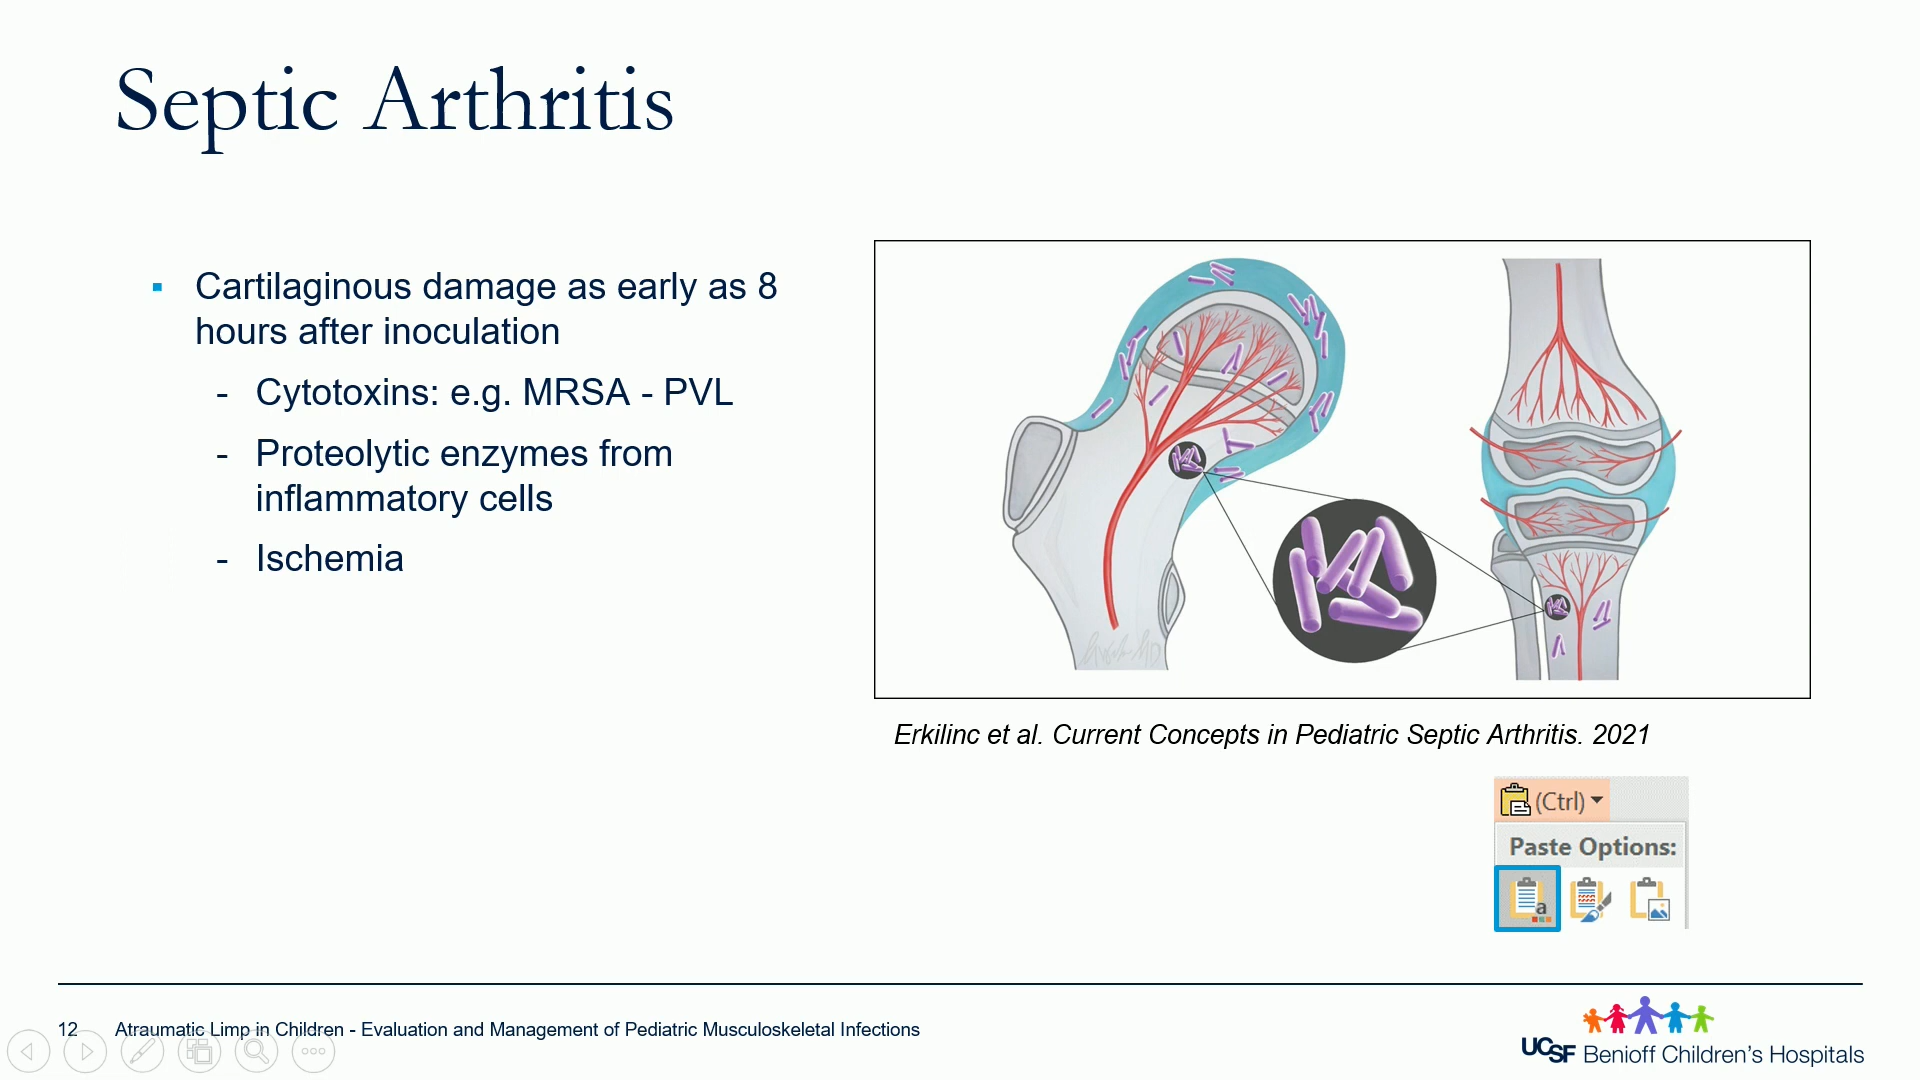 Septic Arthritis
▪ Cartilaginous damage as early as 8
hours after inoculation
- Cytotoxins: e.g. MRSA - PVL
- Proteolytic enzymes from
inflammatory cells
- Ischemia
Erkilinc et al. Current Concepts in Pediatric Septic Arthritis. 2021
(Ctrl)
Paste Options:
a
12 Atraumatic Limp in Children - Evaluation and Management of Pediatric Musculoskeletal Infections
UCSF Benioff Children's Hospitals